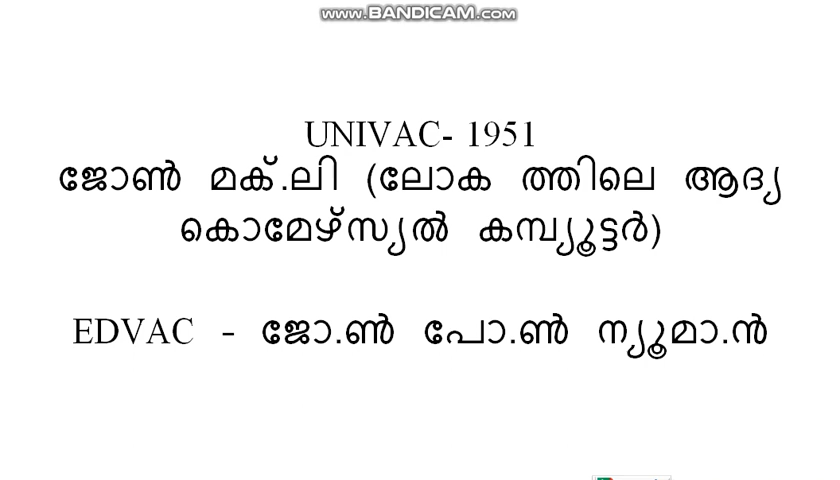 www.BANDICAM.com
UNIVAC- 1951
ജോൺ മക്.ലി (ലോക ത്തിലെ ആദ്യ
കൊമേഴ്സ്യൽ കമ്പ്യൂട്ടർ)
EDVAC - ജോ.ൺ പോ.ൺ ന്യൂമാ.ൻ